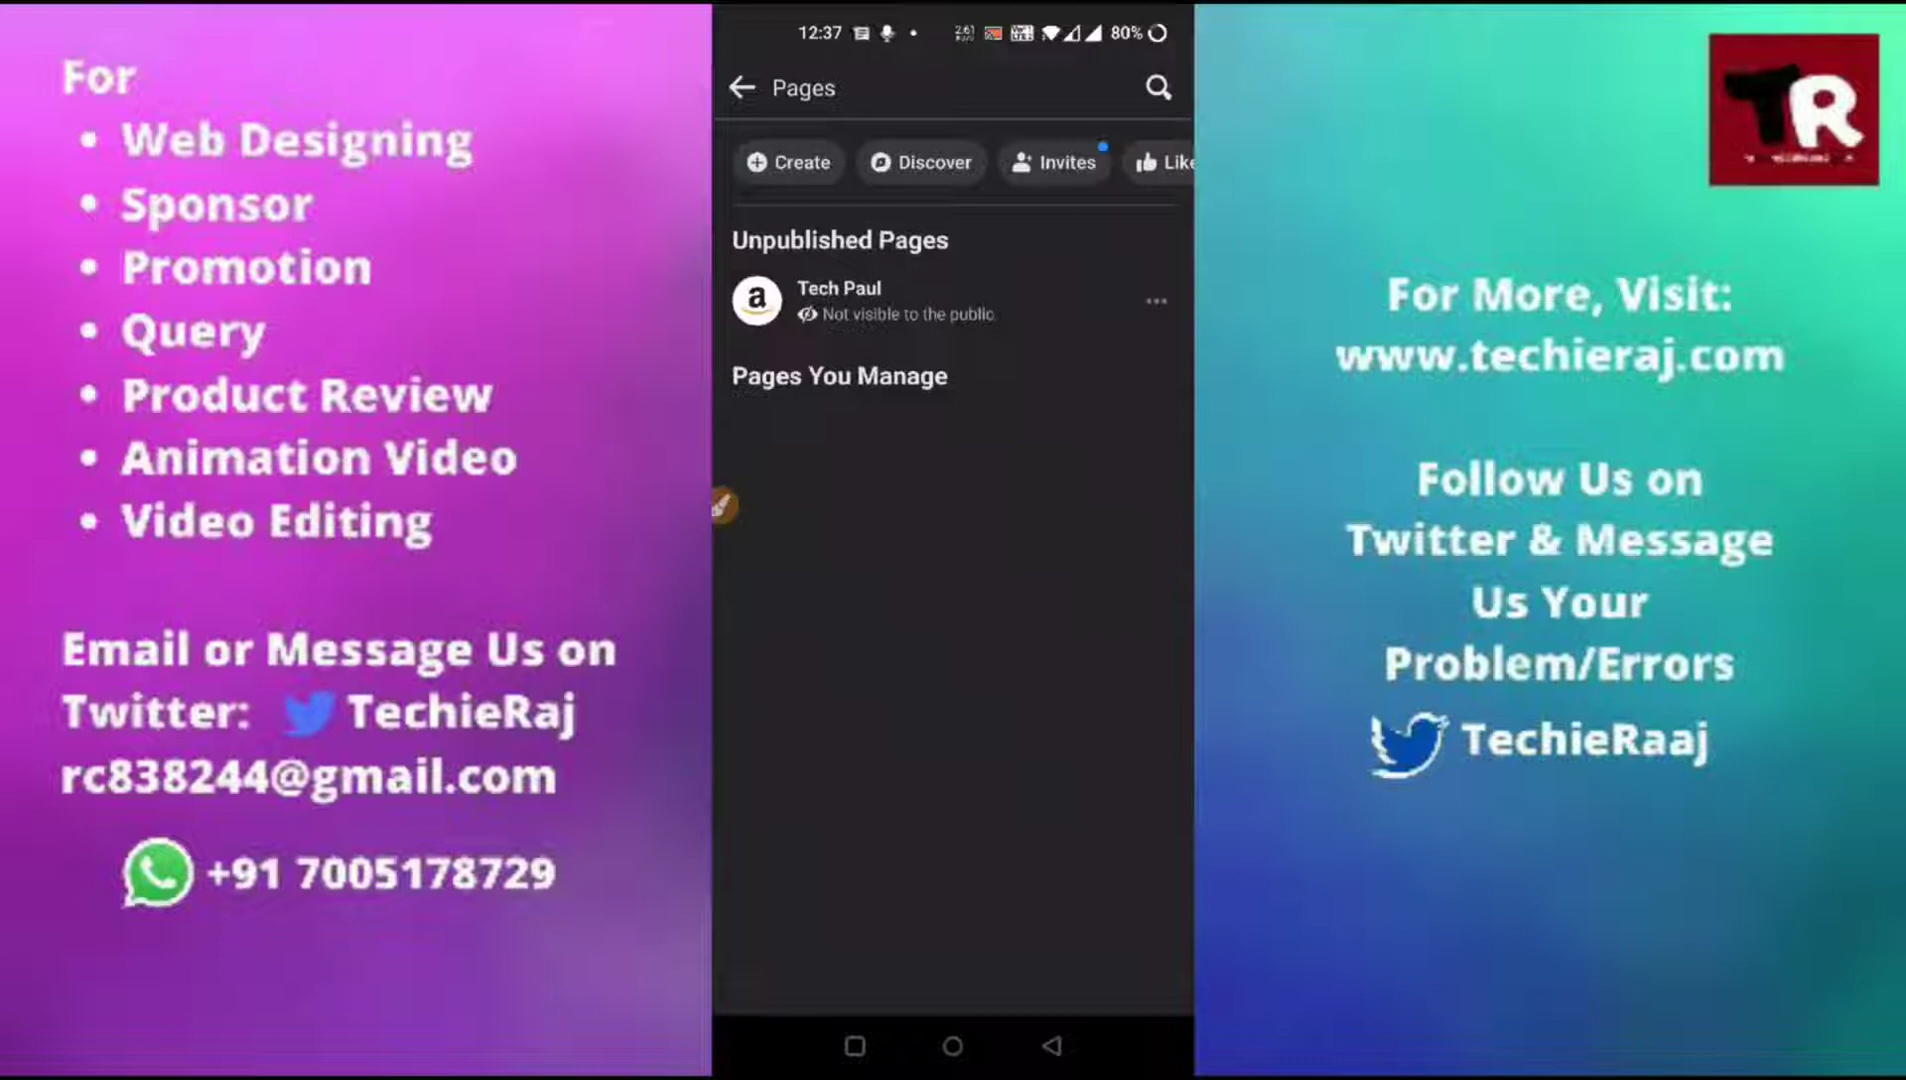 For
• Web Designing
• Sponsor
• Promotion
• Query
• Product Review
• Animation Video
• Video Editing
Email or Message Us on
Twitter: TechieRaj
rc838244@gmail.com
+91 7005178729
12:37 80%
Pages
Create Discover Invites Like
Unpublished Pages
Tech Paul
Not visible to the public
Pages You Manage
TR
For More, Visit:
www.techieraj.com
Follow Us on
Twitter & Message
Us Your
Problem/Errors
TechieRaaj